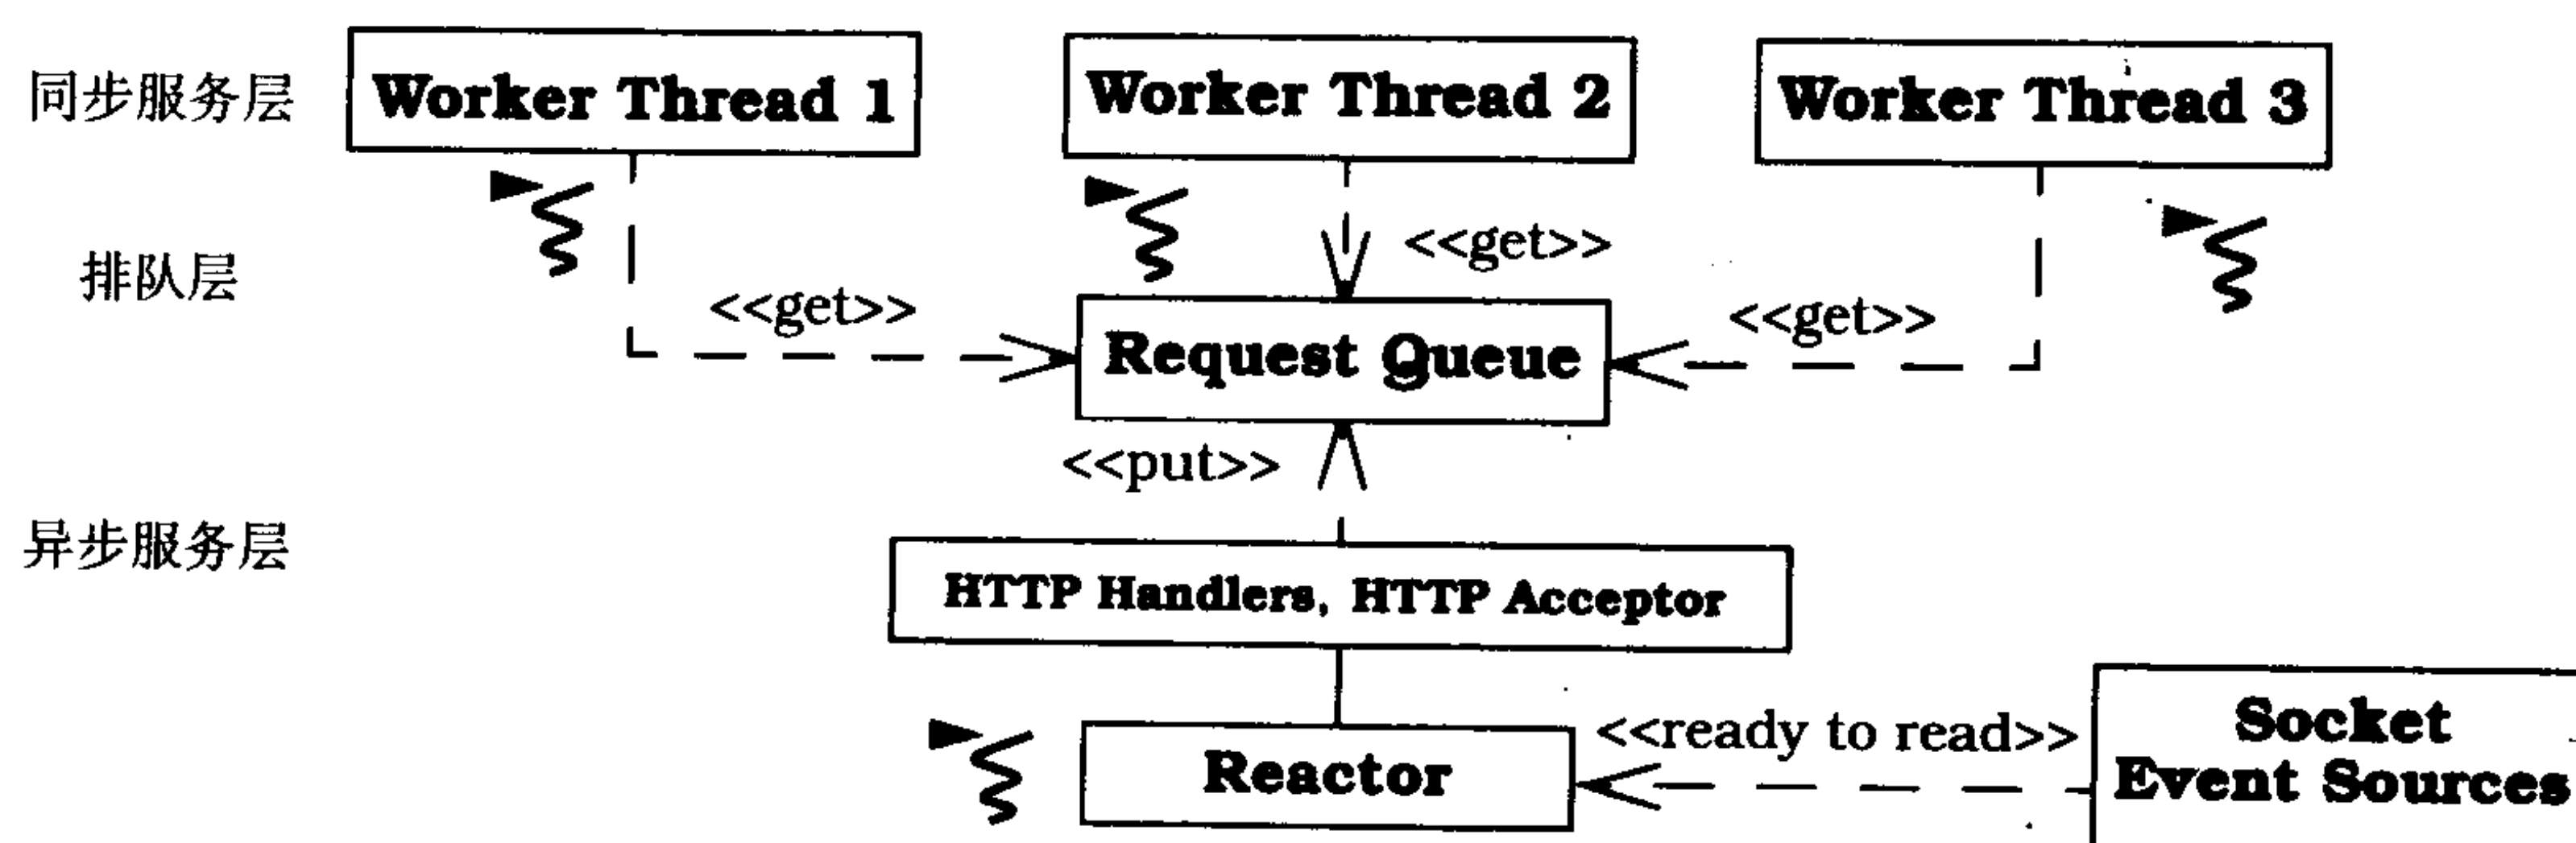 同步服务层
Worker Thread 1
Worker Thread 2
Worker Thread 3
排队层
<<get>>
<<get>>
<<get>>
Request Queue
<<put>>
异步服务层
HTTP Handlers, HTTP Acceptor
Reactor
<<ready to read>>
Socket
Event Sources